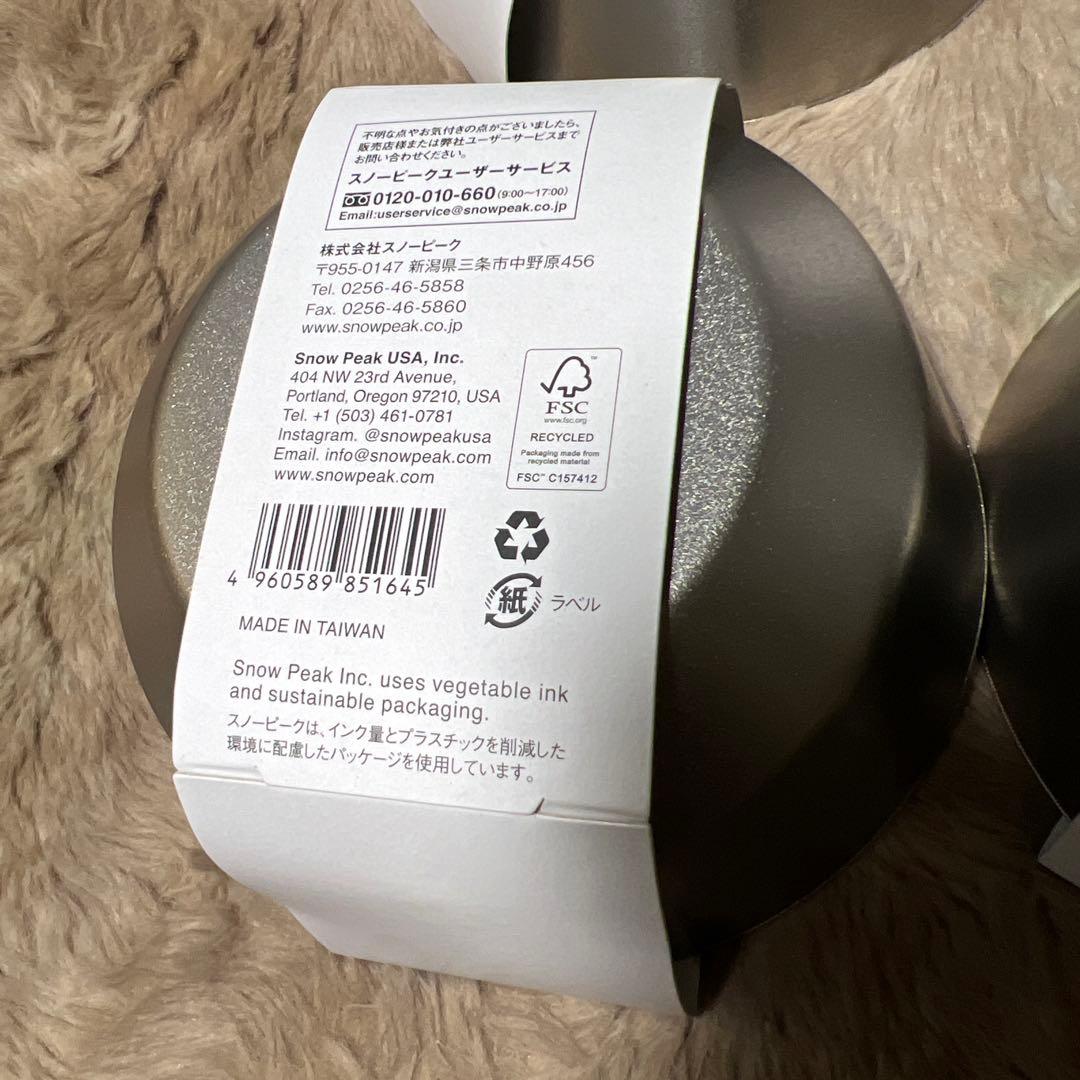 不明な点やお気付きの点がございましたら、
販売店様または弊社ユーザーサービスまで
お問い合わせください。
スノーピークユーザーサービス
0120-010-660 (9:00〜17:00)
Email:userservice@snowpeak.co.jp
株式会社スノーピーク
〒955-0147 新潟県三条市中野原456
Tel. 0256-46-5858
Fax. 0256-46-5860
www.snowpeak.co.jp
Snow Peak USA, Inc.
404 NW 23rd Avenue,
Portland, Oregon 97210, USA
Tel. +1 (503) 461-0781
Instagram. @snowpeakusa
Email. info@snowpeak.com
www.snowpeak.com
FSC
™
www.fsc.org
RECYCLED
Packaging made from
recycled material
FSC™ C157412
4 960589 851645
紙 ラベル
MADE IN TAIWAN
Snow Peak Inc. uses vegetable ink
and sustainable packaging.
スノーピークは、インク量とプラスチックを削減した
環境に配慮したパッケージを使用しています。